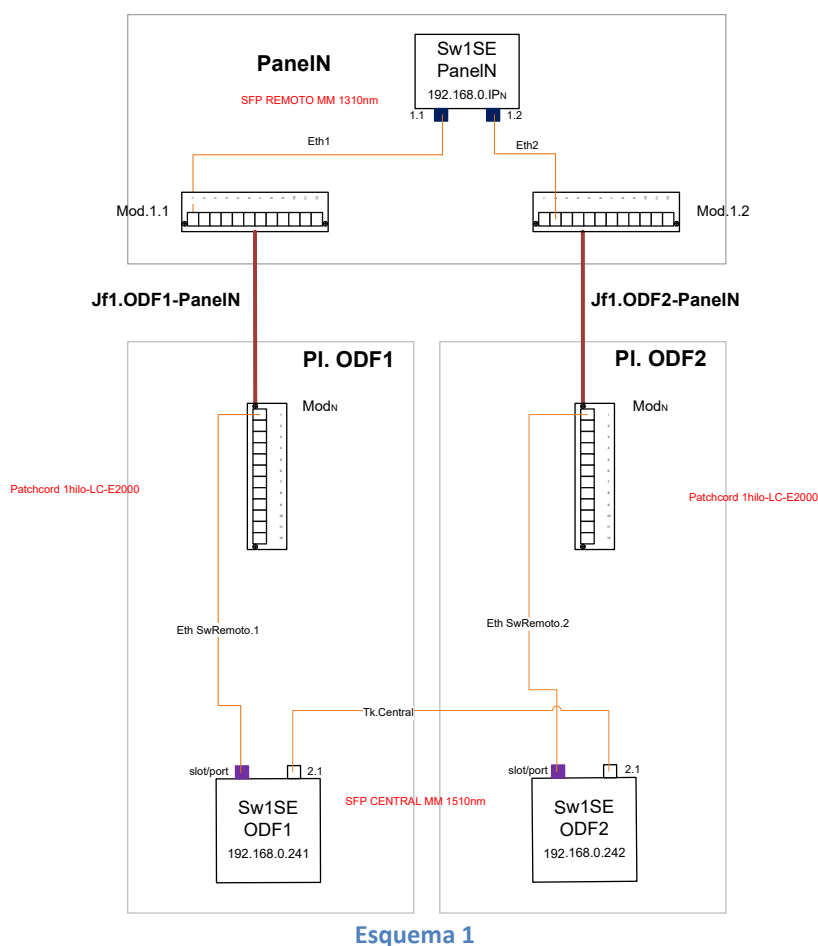 PanelN
Sw1SE
PanelN
192.168.0.IPN
SFP REMOTO MM 1310nm
1.1
1.2
Eth1
Eth2
Mod.1.1
Mod.1.2
Jf1.ODF1-PanelN
Jf1.ODF2-PanelN
Pl. ODF1
Pl. ODF2
ModN
ModN
Patchcord 1hilo-LC-E2000
Patchcord 1hilo-LC-E2000
Eth SwRemoto.1
Eth SwRemoto.2
Tk.Central
slot/port
2.1
slot/port
2.1
SFP CENTRAL MM 1510nm
Sw1SE
ODF1
192.168.0.241
Sw1SE
ODF2
192.168.0.242
Esquema 1